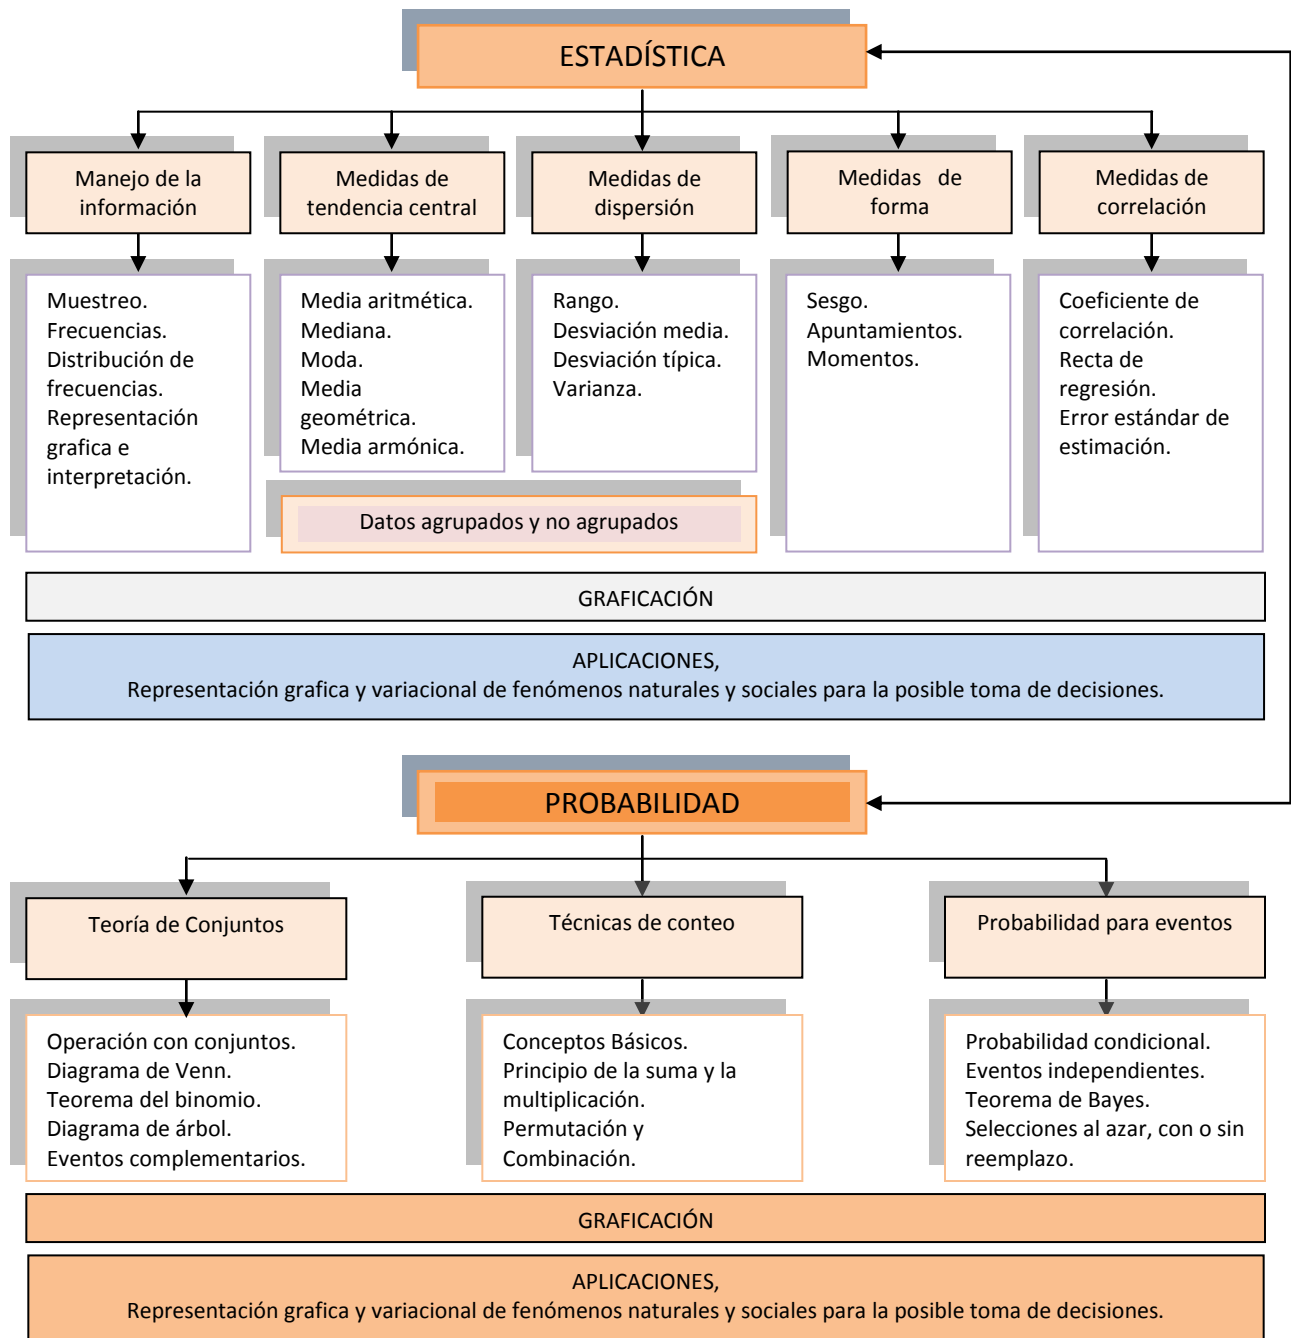 ESTADÍSTICA
Manejo de la
información
Medidas de
tendencia central
Medidas de
dispersión
Medidas de
forma
Medidas de
correlación
Muestreo.
Frecuencias.
Distribución de
frecuencias.
Representación
grafica e
interpretación.
Media aritmética.
Mediana.
Moda.
Media
geométrica.
Media armónica.
Rango.
Desviación media.
Desviación típica.
Varianza.
Sesgo.
Apuntamientos.
Momentos.
Coeficiente de
correlación.
Recta de
regresión.
Error estándar de
estimación.
Datos agrupados y no agrupados
GRAFICACIÓN
APLICACIONES,
Representación grafica y variacional de fenómenos naturales y sociales para la posible toma de decisiones.
PROBABILIDAD
Teoría de Conjuntos
Técnicas de conteo
Probabilidad para eventos
Operación con conjuntos.
Diagrama de Venn.
Teorema del binomio.
Diagrama de árbol.
Eventos complementarios.
Conceptos Básicos.
Principio de la suma y la
multiplicación.
Permutación y
Combinación.
Probabilidad condicional.
Eventos independientes.
Teorema de Bayes.
Selecciones al azar, con o sin
reemplazo.
GRAFICACIÓN
APLICACIONES,
Representación grafica y variacional de fenómenos naturales y sociales para la posible toma de decisiones.